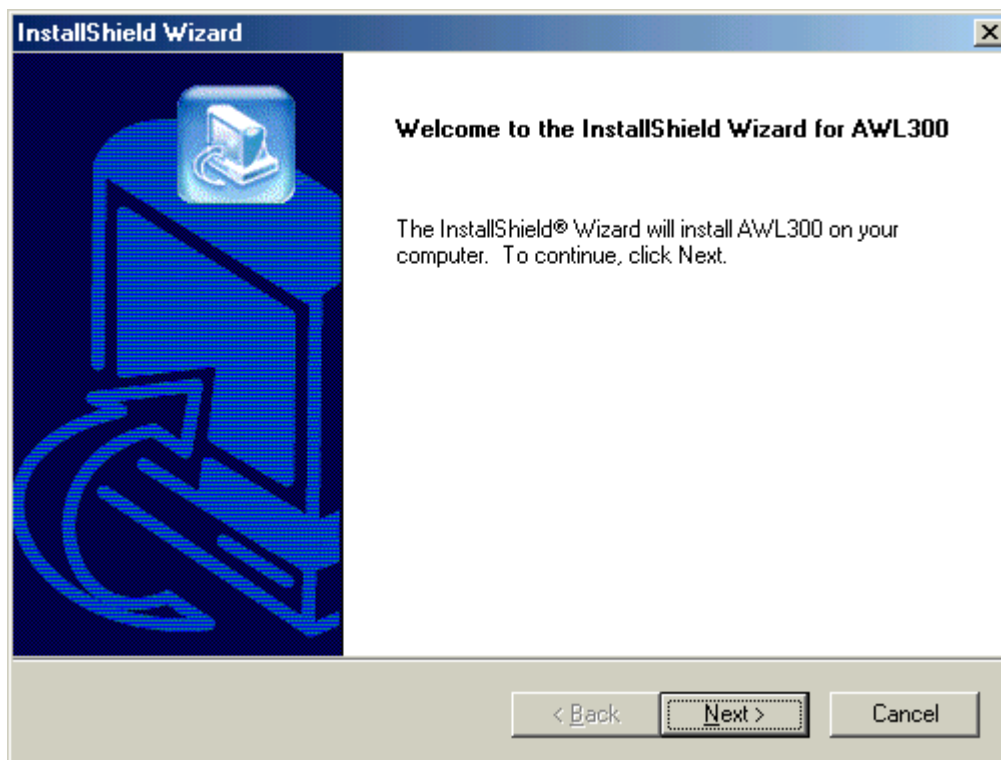 InstallShield Wizard
Welcome to the InstallShield Wizard for AWL300
The InstallShield® Wizard will install AWL300 on your
computer.  To continue, click Next.
< Back
Next >
Cancel